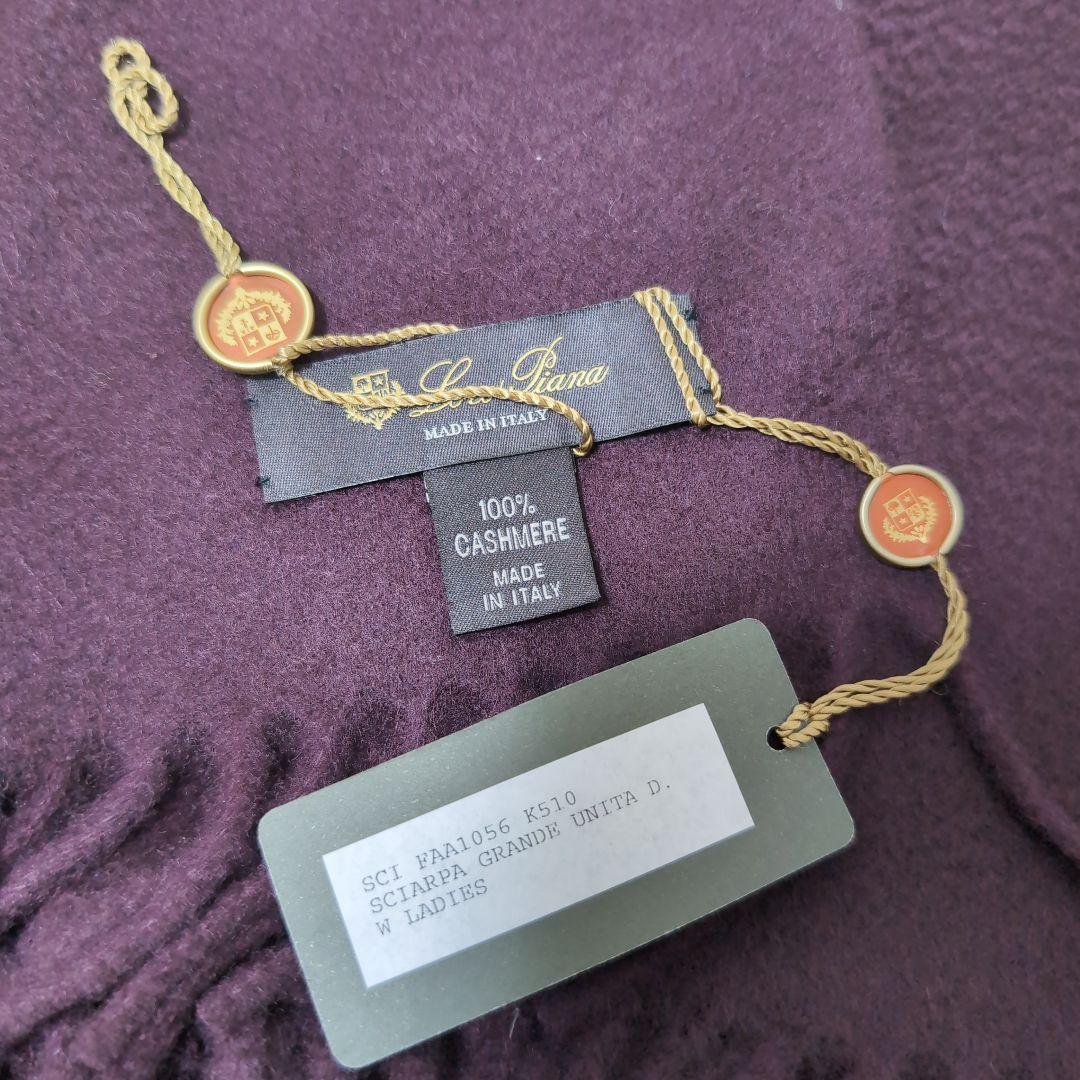 Loro Piana
MADE IN ITALY
100%
CASHMERE
MADE
IN ITALY
SCI FAA1056 K510
SCIARPA GRANDE UNITA D.
W LADIES